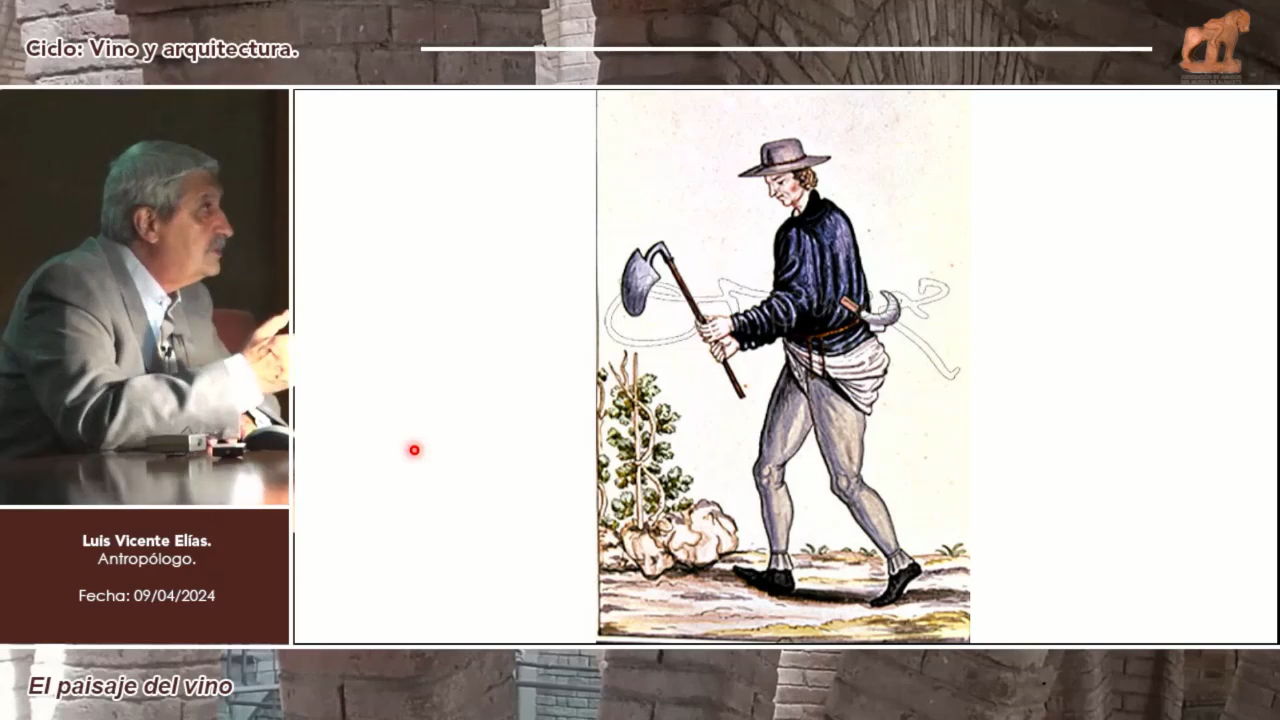 Ciclo: Vino y arquitectura.
Luis Vicente Elías.
Antropólogo.
Fecha: 09/04/2024
El paisaje del vino